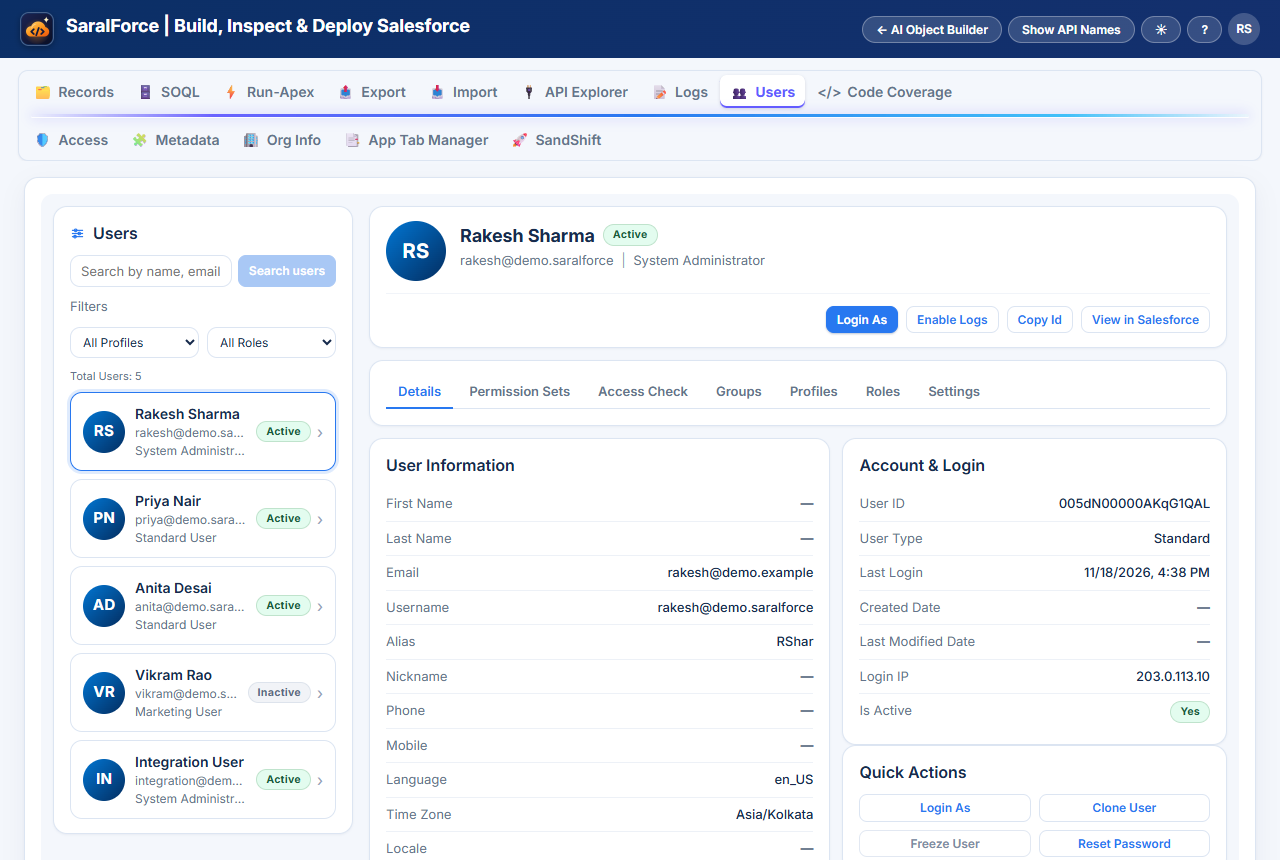 SaralForce | Build, Inspect & Deploy Salesforce
← AI Object Builder
Show API Names
?
RS
Records
SOQL
Run-Apex
Export
Import
API Explorer
Logs
Users
</> Code Coverage
Access
Metadata
Org Info
App Tab Manager
SandShift
Users
Search by name, email
Search users
Filters
All Profiles
All Roles
Total Users: 5
RS
Rakesh Sharma
rakesh@demo.sa...
System Administr...
Active
PN
Priya Nair
priya@demo.sara...
Standard User
Active
AD
Anita Desai
anita@demo.sara...
Standard User
Active
VR
Vikram Rao
vikram@demo.s...
Marketing User
Inactive
IN
Integration User
integration@dem...
System Administr...
Active
RS
Rakesh Sharma
Active
rakesh@demo.saralforce | System Administrator
Login As
Enable Logs
Copy Id
View in Salesforce
Details
Permission Sets
Access Check
Groups
Profiles
Roles
Settings
User Information
First Name —
Last Name —
Email rakesh@demo.example
Username rakesh@demo.saralforce
Alias RShar
Nickname —
Phone —
Mobile —
Language en_US
Time Zone Asia/Kolkata
Locale —
Account & Login
User ID 005dN00000AKqG1QAL
User Type Standard
Last Login 11/18/2026, 4:38 PM
Created Date —
Last Modified Date —
Login IP 203.0.113.10
Is Active Yes
Quick Actions
Login As
Clone User
Freeze User
Reset Password